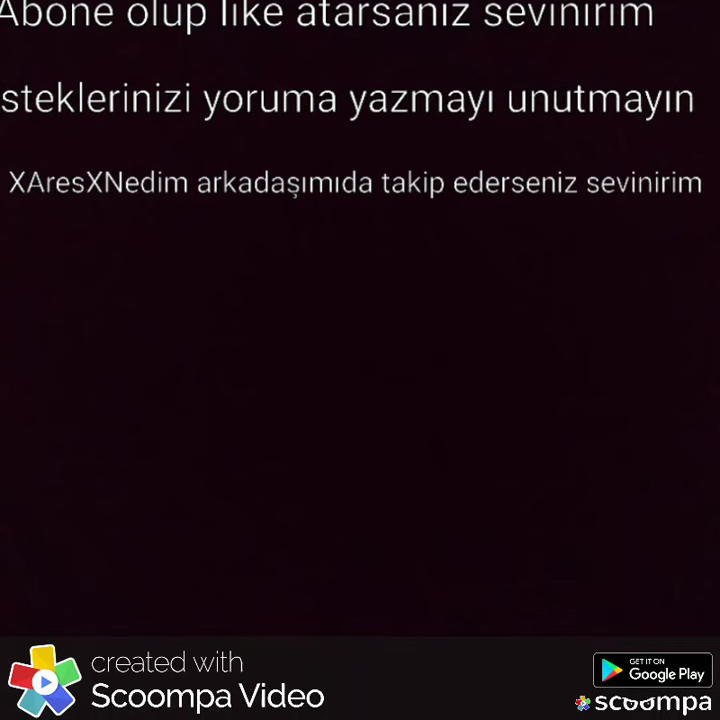 Abone olup like atarsanız sevinirim
steklerinizi yoruma yazmayı unutmayın
XAresXNedim arkadaşımıda takip ederseniz sevinirim
created with
Scoompa Video
GET IT ON
Google Play
scoompa